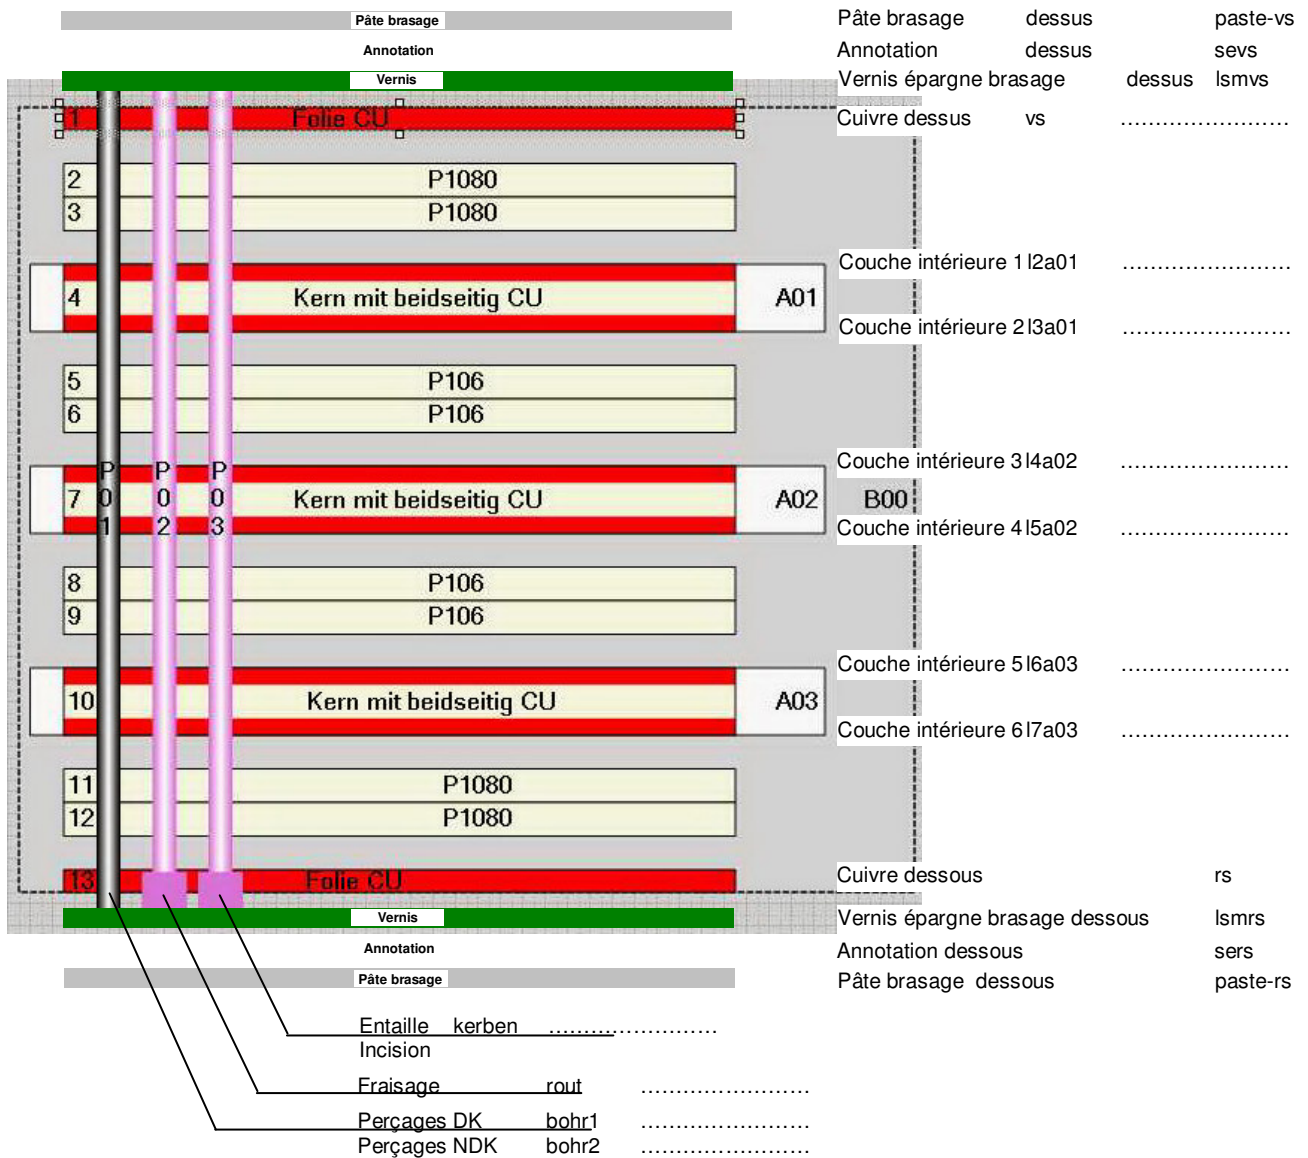 Pâte brasage
Pâte brasage dessus paste-vs
Annotation
Annotation dessus sevs
Vernis
Vernis épargne brasage dessus lsmvs
1 Folie CU
Cuivre dessus vs ........................
2 P1080
3 P1080
Couche intérieure 1 l2a01 ........................
4 Kern mit beidseitig CU A01
Couche intérieure 2 l3a01 ........................
5 P106
6 P106
Couche intérieure 3 l4a02 ........................
P01 P02 P03
7 Kern mit beidseitig CU A02 B00
Couche intérieure 4 l5a02 ........................
8 P106
9 P106
Couche intérieure 5 l6a03 ........................
10 Kern mit beidseitig CU A03
Couche intérieure 6 l7a03 ........................
11 P1080
12 P1080
13 Folie CU
Cuivre dessous rs
Vernis
Vernis épargne brasage dessous lsmrs
Annotation
Annotation dessous sers
Pâte brasage
Pâte brasage dessous paste-rs
Entaille kerben ........................
Incision
Fraisage rout ........................
Perçages DK bohr1 ........................
Perçages NDK bohr2 ........................